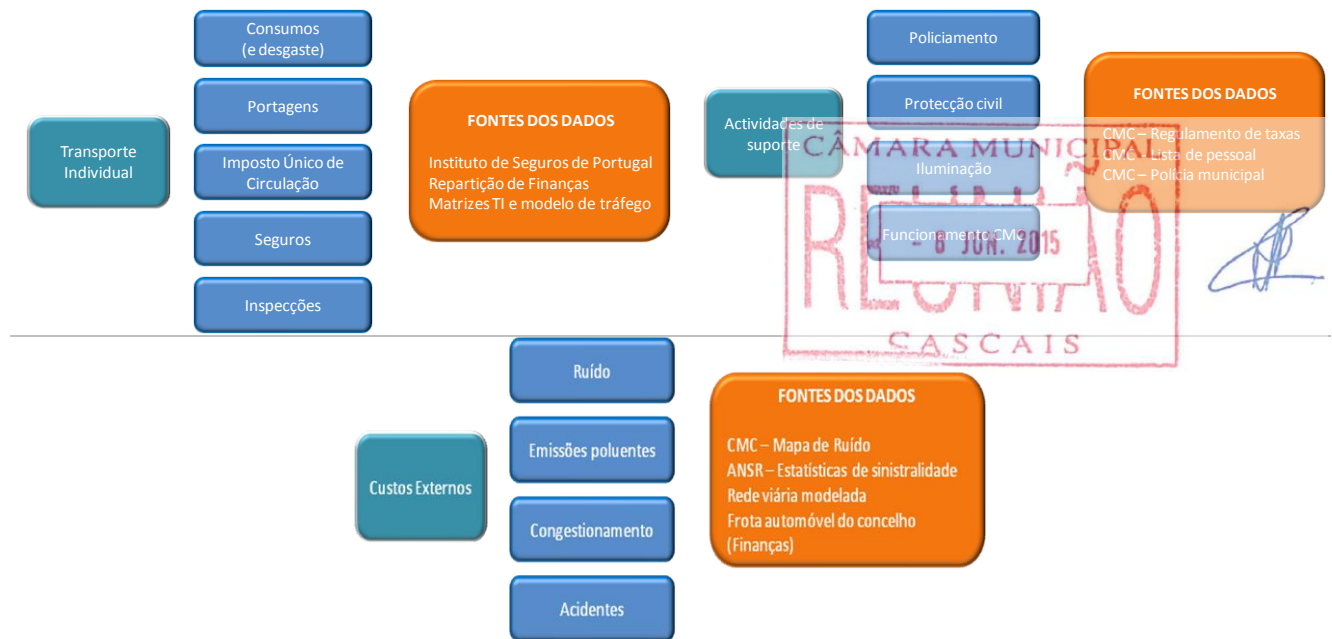 Transporte
Individual
Consumos
(e desgaste)
Portagens
Imposto Único de
Circulação
Seguros
Inspecções
FONTES DOS DADOS
Instituto de Seguros de Portugal
Repartição de Finanças
Matrizes TI e modelo de tráfego
Actividades de
suporte
Policiamento
Protecção civil
Iluminação
Funcionamento CMC
FONTES DOS DADOS
CMC – Regulamento de taxas
CMC – Lista de pessoal
CMC – Polícia municipal
CÂMARA MUNICIPAL
REUNIÃO
- 8 JUN. 2015
CASCAIS
Custos Externos
Ruído
Emissões poluentes
Congestionamento
Acidentes
FONTES DOS DADOS
CMC – Mapa de Ruído
ANSR – Estatísticas de sinistralidade
Rede viária modelada
Frota automóvel do concelho
(Finanças)